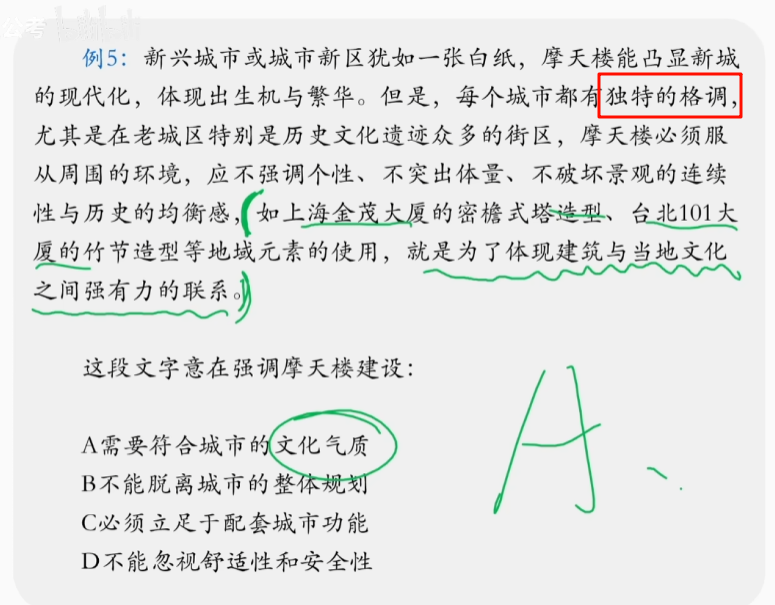 公考
例5：新兴城市或城市新区犹如一张白纸，摩天楼能凸显新城
的现代化，体现出生机与繁华。但是，每个城市都有独特的格调，
尤其是在老城区特别是历史文化遗迹众多的街区，摩天楼必须服
从周围的环境，应不强调个性、不突出体量、不破坏景观的连续
性与历史的均衡感，如上海金茂大厦的密檐式塔造型、台北101大
厦的竹节造型等地域元素的使用，就是为了体现建筑与当地文化
之间强有力的联系。
这段文字意在强调摩天楼建设：
A需要符合城市的文化气质
B不能脱离城市的整体规划
C必须立足于配套城市功能
D不能忽视舒适性和安全性
A